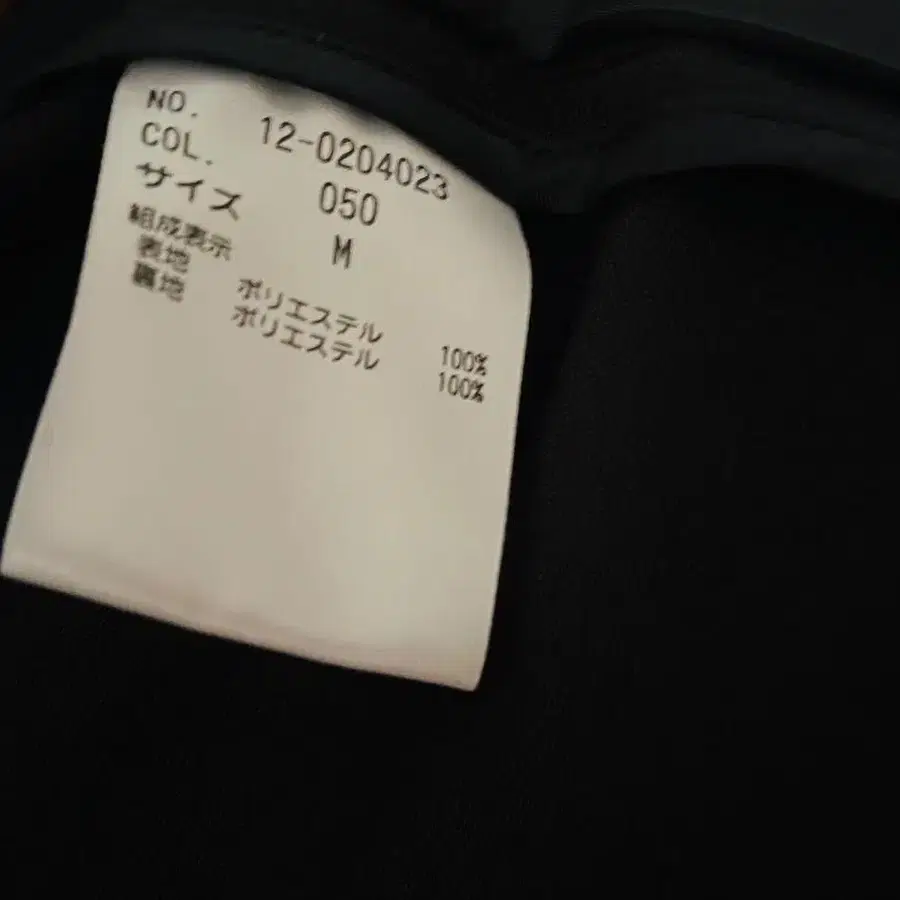 NO. 12-0204023
COL. 050
サイズ M
組成表示
表地 ポリエステル 100%
裏地 ポリエステル 100%